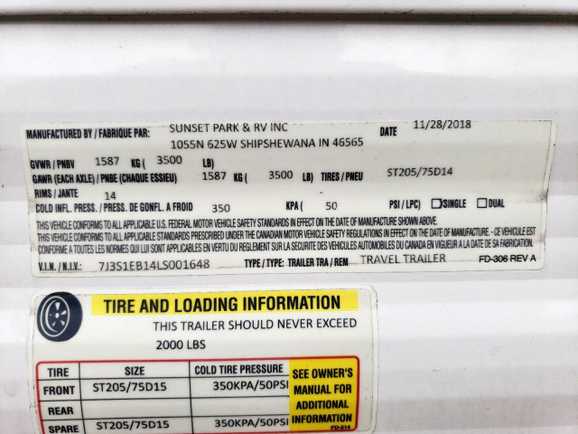 MANUFACTURED BY / FABRIQUE PAR: SUNSET PARK & RV INC DATE 11/28/2018
1055N 625W SHIPSHEWANA IN 46565
GVWR / PNBV 1587 KG ( 3500 LB)
GAWR (EACH AXLE) / PNBE (CHAQUE ESSIEU) 1587 KG ( 3500 LB) TIRES / PNEU ST205/75D14
RIMS / JANTE 14
COLD INFL. PRESS. / PRESS. DE GONFL. A FROID 350 KPA ( 50 PSI / LPC) SINGLE DUAL
THIS VEHICLE CONFORMS TO ALL APPLICABLE U.S. FEDERAL MOTOR VEHICLE SAFETY STANDARDS IN EFFECT ON THE DATE OF MANUFACTURE SHOWN ABOVE.
THIS VEHICLE CONFORMS TO ALL APPLICABLE STANDARDS PRESCRIBED UNDER THE CANADIAN MOTOR VEHICLE SAFETY REGULATIONS IN EFFECT ON THE DATE OF MANUFACTURE - CE VEHICULE EST
CONFORME A TOUTES LES NORMES QUI LUI SONT APPLICABLES EN VERTU DU REGLEMENT SUR LA SECURITE DES VEHICULES AUTOMOBILES DU CANADA EN VIGUEUR A LA DATE DE SA FABRICATION.
V.I.N. / N.I.V.: 7J3S1EB14LS001648 TYPE / TYPE: TRAILER TRA / REM TRAVEL TRAILER FD-306 REV A
TIRE AND LOADING INFORMATION
THIS TRAILER SHOULD NEVER EXCEED
2000 LBS
TIRE SIZE COLD TIRE PRESSURE
FRONT ST205/75D15 350KPA/50PSI
REAR
SPARE ST205/75D15 350KPA/50PSI
SEE OWNER'S
MANUAL FOR
ADDITIONAL
INFORMATION